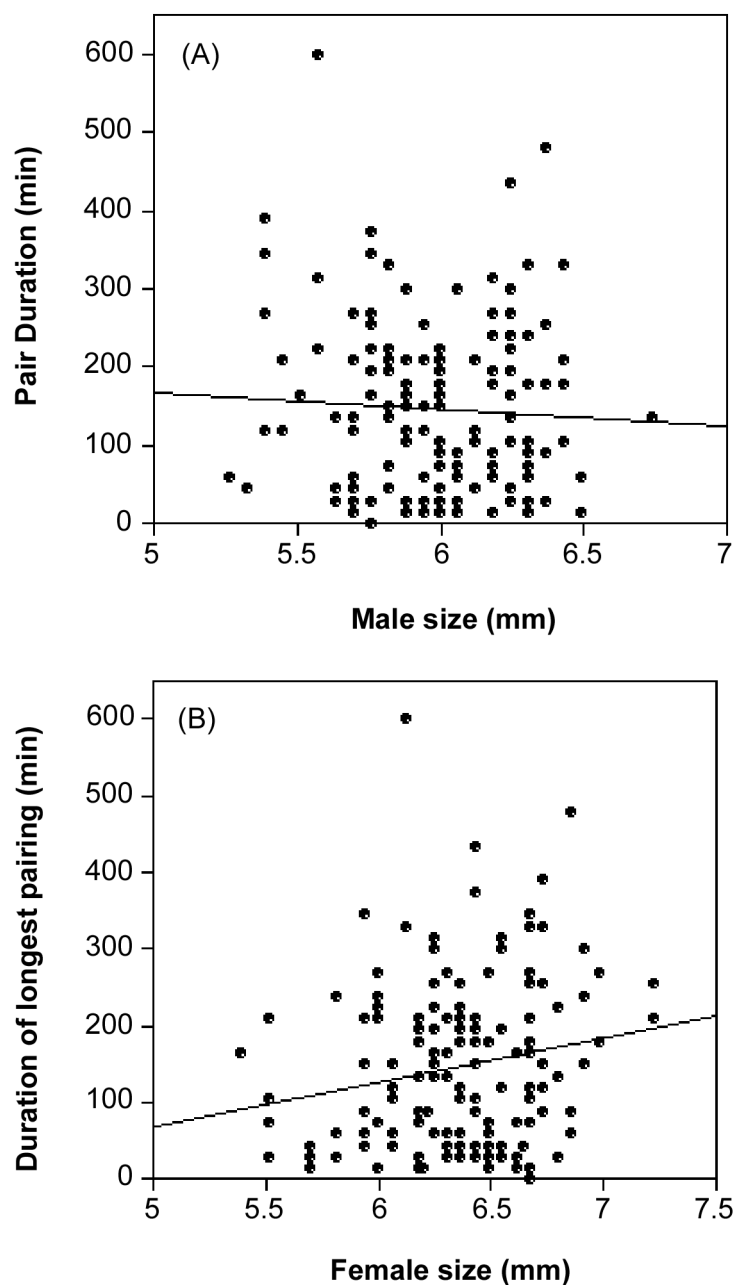 (A)
600
500
400
300
200
100
0
Pair Duration (min)
5 5.5 6 6.5 7
Male size (mm)
(B)
600
500
400
300
200
100
0
Duration of longest pairing (min)
5 5.5 6 6.5 7 7.5
Female size (mm)